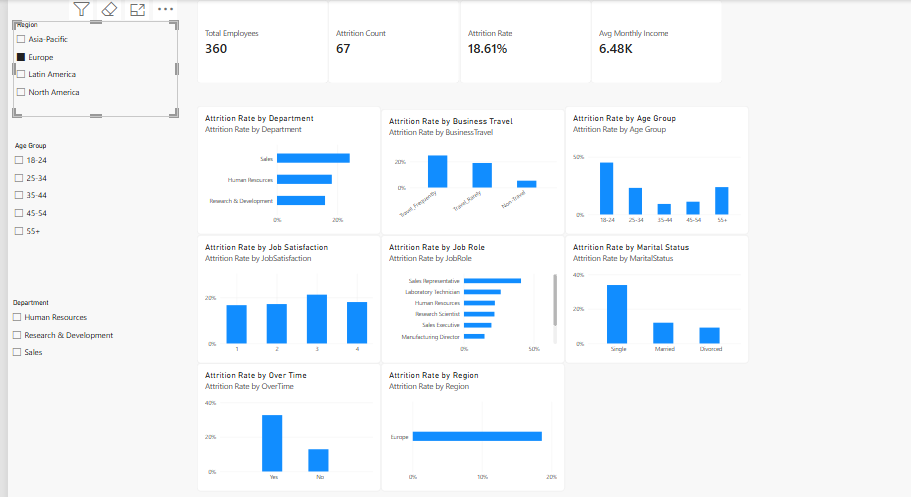 Region
Asia-Pacific
Europe
Latin America
North America
Age Group
18-24
25-34
35-44
45-54
55+
Department
Human Resources
Research & Development
Sales
Total Employees
360
Attrition Count
67
Attrition Rate
18.61%
Avg Monthly Income
6.48K
Attrition Rate by Department
Attrition Rate by Department
Sales
Human Resources
Research & Development
0%
20%
Attrition Rate by Business Travel
Attrition Rate by BusinessTravel
20%
0%
Travel_Frequently
Travel_Rarely
Non-Travel
Attrition Rate by Age Group
Attrition Rate by Age Group
50%
0%
18-24
25-34
35-44
45-54
55+
Attrition Rate by Job Satisfaction
Attrition Rate by JobSatisfaction
20%
0%
1
2
3
4
Attrition Rate by Job Role
Attrition Rate by JobRole
Sales Representative
Laboratory Technician
Human Resources
Research Scientist
Sales Executive
Manufacturing Director
0%
50%
Attrition Rate by Marital Status
Attrition Rate by MaritalStatus
40%
20%
0%
Single
Married
Divorced
Attrition Rate by Over Time
Attrition Rate by OverTime
40%
20%
0%
Yes
No
Attrition Rate by Region
Attrition Rate by Region
Europe
0%
10%
20%